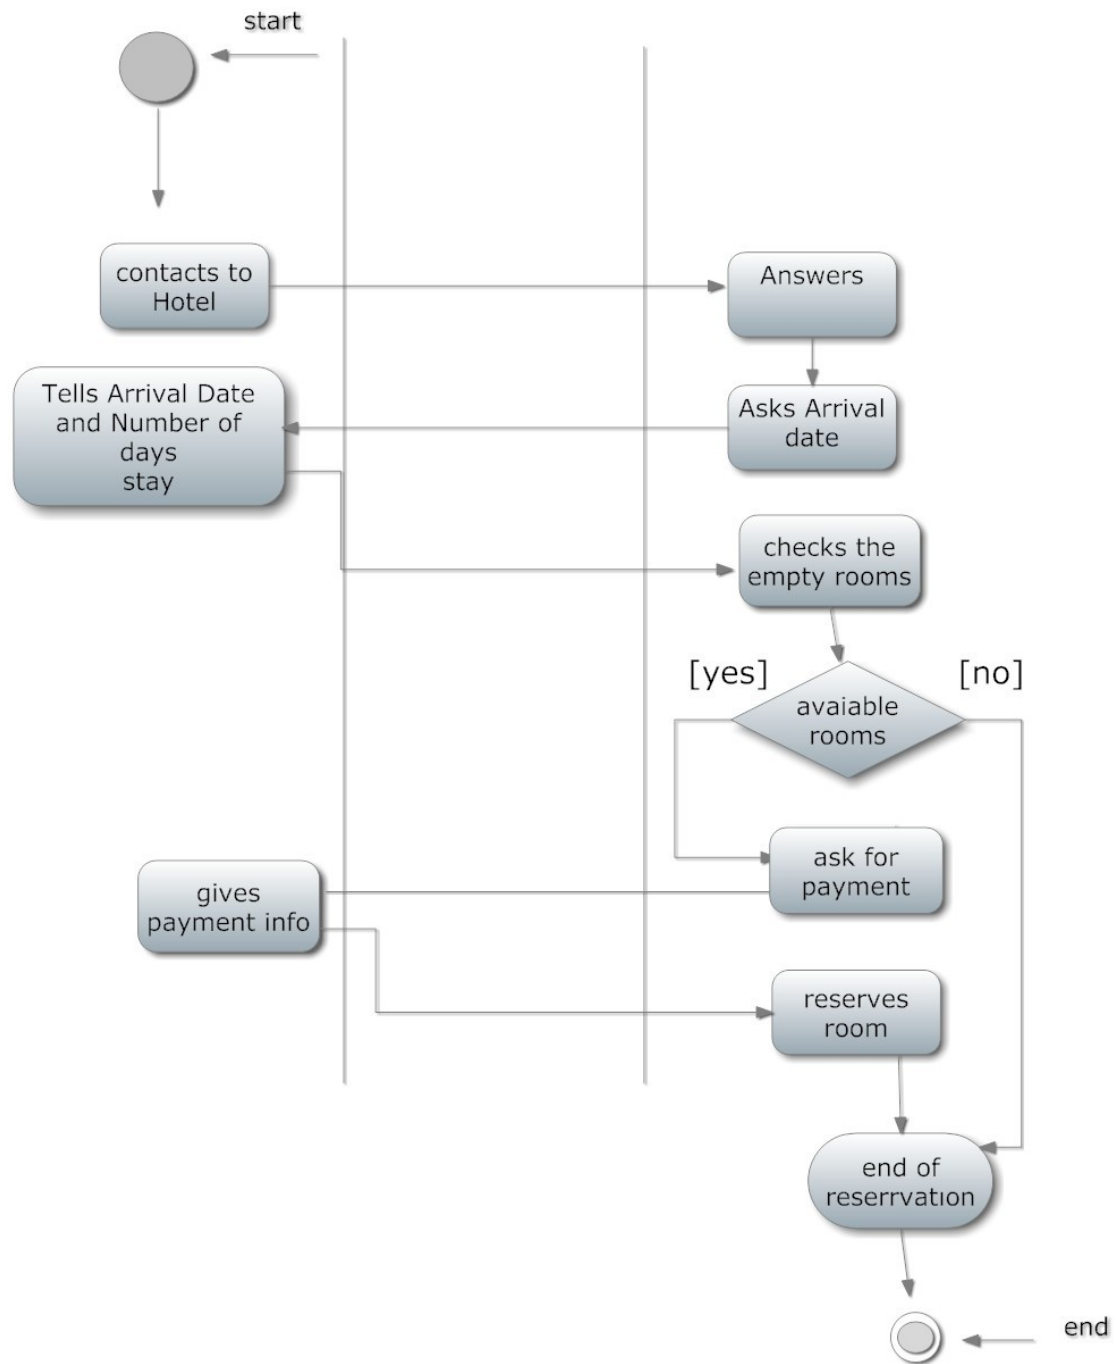 start
contacts to
Hotel
Answers
Tells Arrival Date
and Number of
days
stay
Asks Arrival
date
checks the
empty rooms
[yes]
[no]
avaiable
rooms
ask for
payment
gives
payment info
reserves
room
end of
reserrvatıon
end